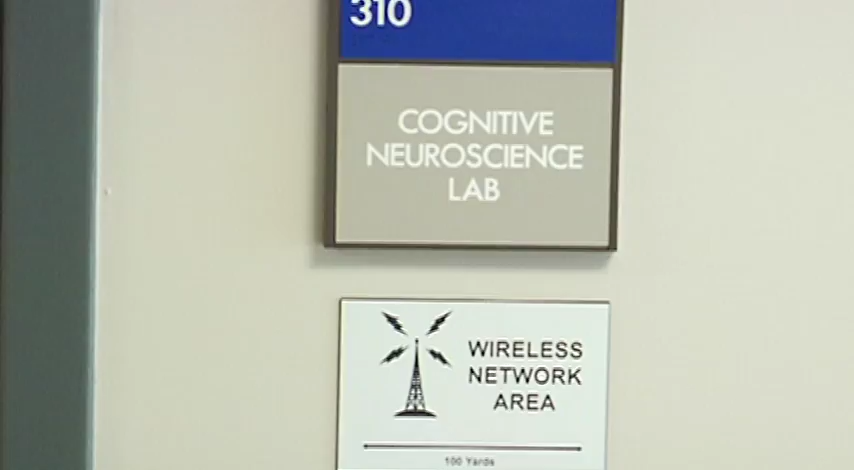 310
COGNITIVE
NEUROSCIENCE
LAB
WIRELESS
NETWORK
AREA
100 Yards